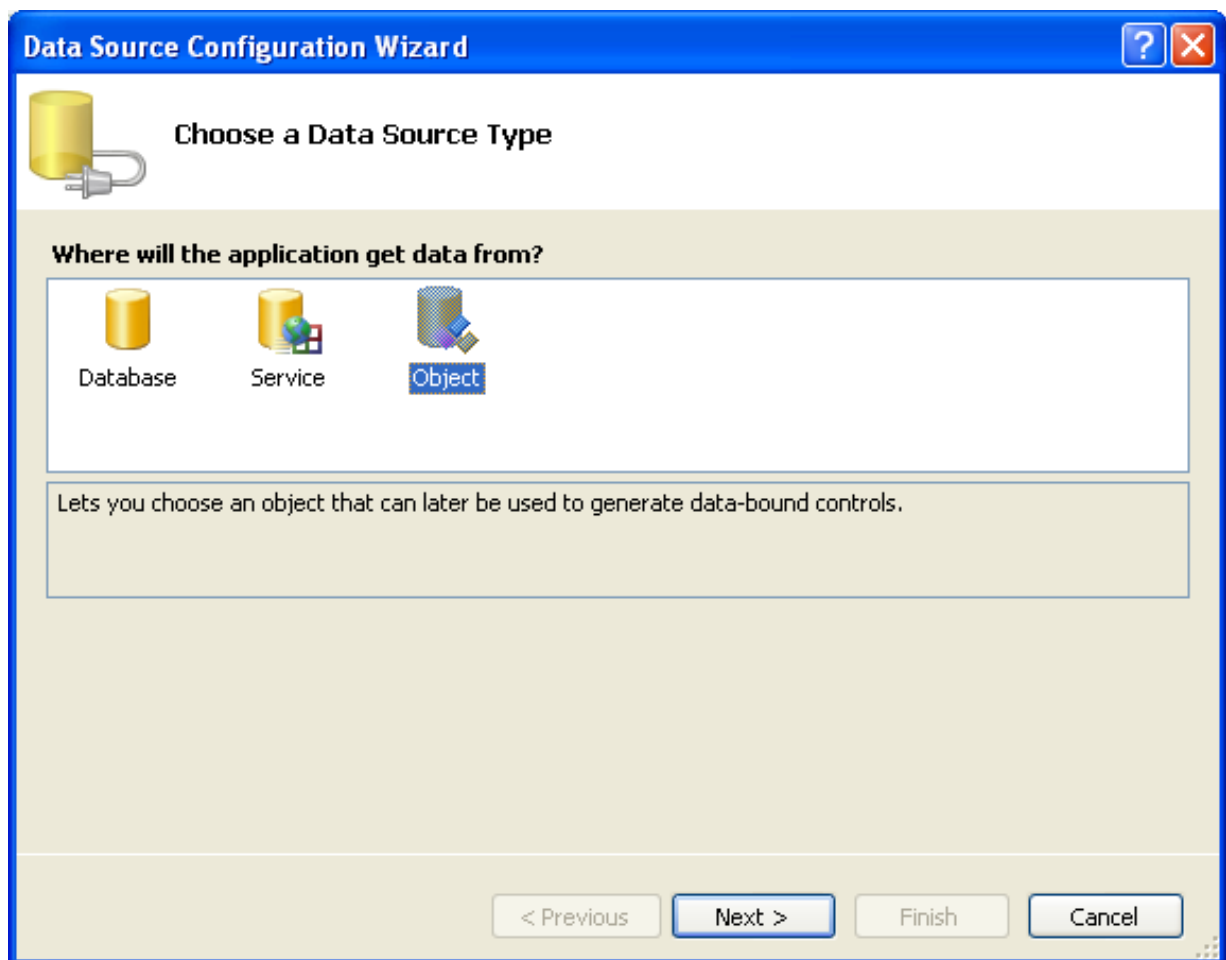 Data Source Configuration Wizard
Choose a Data Source Type
Where will the application get data from?
Database Service Object
Lets you choose an object that can later be used to generate data-bound controls.
< Previous Next > Finish Cancel